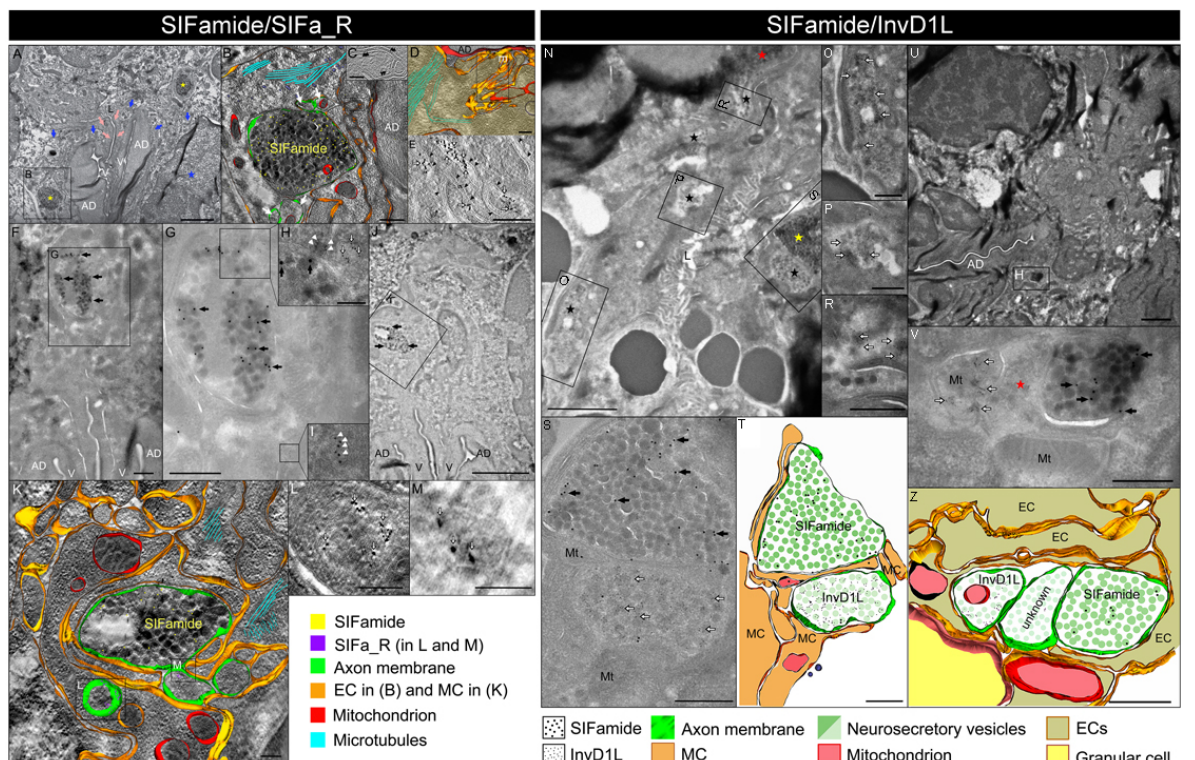 SIFamide/SIFa_R
SIFamide/InvD1L
A
L
V
V
AD
AD
B
B
SIFamide
AD
C
D
AD
E
F
G
AD
V
V
AD
G
H
I
J
K
AD
V
V
AD
K
SIFamide
M
L
L
M
SIFamide
SIFa_R (in L and M)
Axon membrane
EC in (B) and MC in (K)
Mitochondrion
Microtubules
N
R
P
S
L
O
O
P
R
U
AD
H
V
Mt
Mt
S
Mt
Mt
T
SIFamide
MC
InvD1L
MC
MC
Z
EC
EC
InvD1L
unknown
SIFamide
EC
SIFamide
Axon membrane
Neurosecretory vesicles
ECs
InvD1L
MC
Mitochondrion
Granular cell